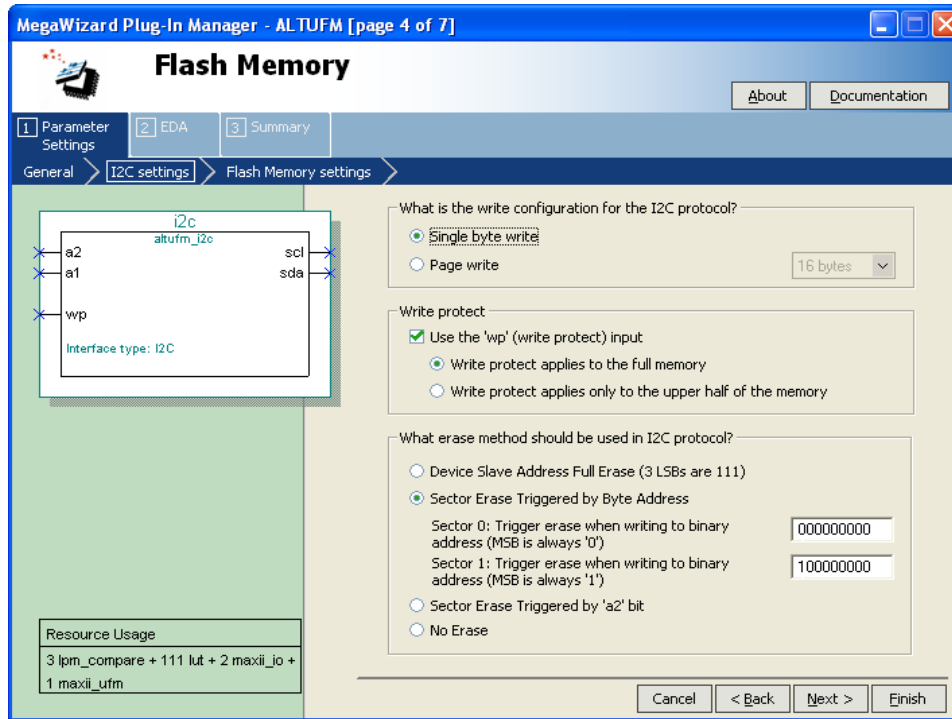 MegaWizard Plug-In Manager - ALTUFM [page 4 of 7]
Flash Memory
About
Documentation
1 Parameter Settings
2 EDA
3 Summary
General
I2C settings
Flash Memory settings
i2c
altufm_i2c
a2
scl
a1
sda
wp
Interface type: I2C
What is the write configuration for the I2C protocol?
Single byte write
Page write
16 bytes
Write protect
Use the 'wp' (write protect) input
Write protect applies to the full memory
Write protect applies only to the upper half of the memory
What erase method should be used in I2C protocol?
Device Slave Address Full Erase (3 LSBs are 111)
Sector Erase Triggered by Byte Address
Sector 0: Trigger erase when writing to binary
address (MSB is always '0')
000000000
Sector 1: Trigger erase when writing to binary
address (MSB is always '1')
100000000
Sector Erase Triggered by 'a2' bit
No Erase
Resource Usage
3 lpm_compare + 111 lut + 2 maxii_io +
1 maxii_ufm
Cancel
< Back
Next >
Finish